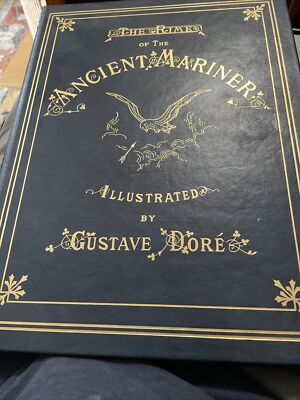 THE RIME
OF THE
ANCIENT MARINER
ILLUSTRATED
BY
GUSTAVE DORÉ